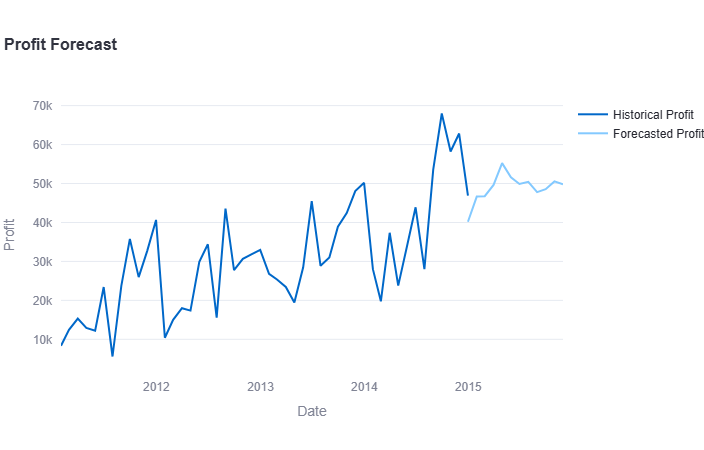 Profit Forecast
70k
60k
50k
40k
30k
20k
10k
Profit
2012
2013
2014
2015
Date
Historical Profit
Forecasted Profit